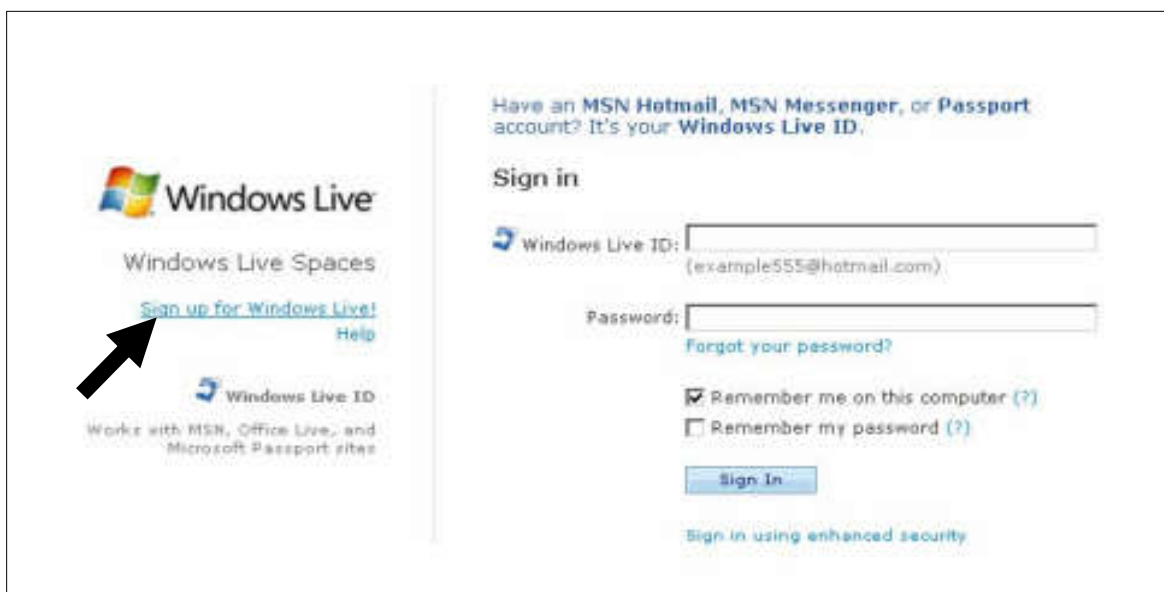 Windows Live
Windows Live Spaces
Sign up for Windows Live!
Help
Windows Live ID
Works with MSN, Office Live, and
Microsoft Passport sites
Have an MSN Hotmail, MSN Messenger, or Passport
account? It's your Windows Live ID.
Sign in
Windows Live ID:
(example555@hotmail.com)
Password:
Forgot your password?
Remember me on this computer (?)
Remember my password (?)
Sign In
Sign in using enhanced security